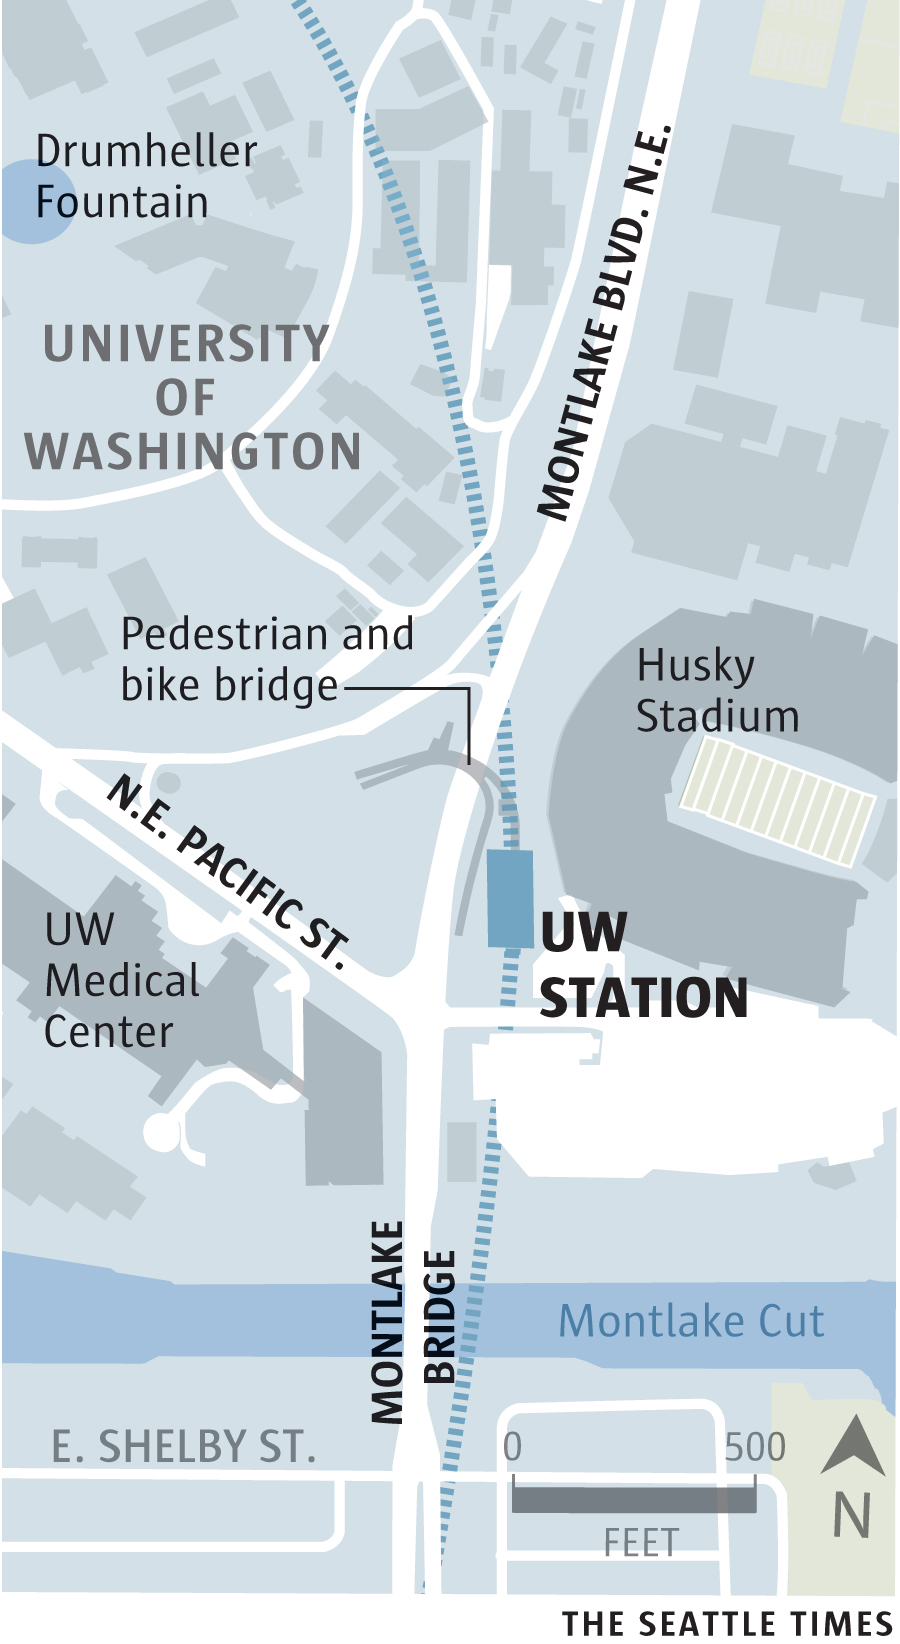 Drumheller
Fountain
MONTLAKE BLVD. N.E.
UNIVERSITY
OF
WASHINGTON
Pedestrian and
bike bridge
Husky
Stadium
N.E. PACIFIC ST.
UW
Medical
Center
UW
STATION
MONTLAKE
BRIDGE
Montlake Cut
E. SHELBY ST.
0 500
FEET
N
THE SEATTLE TIMES